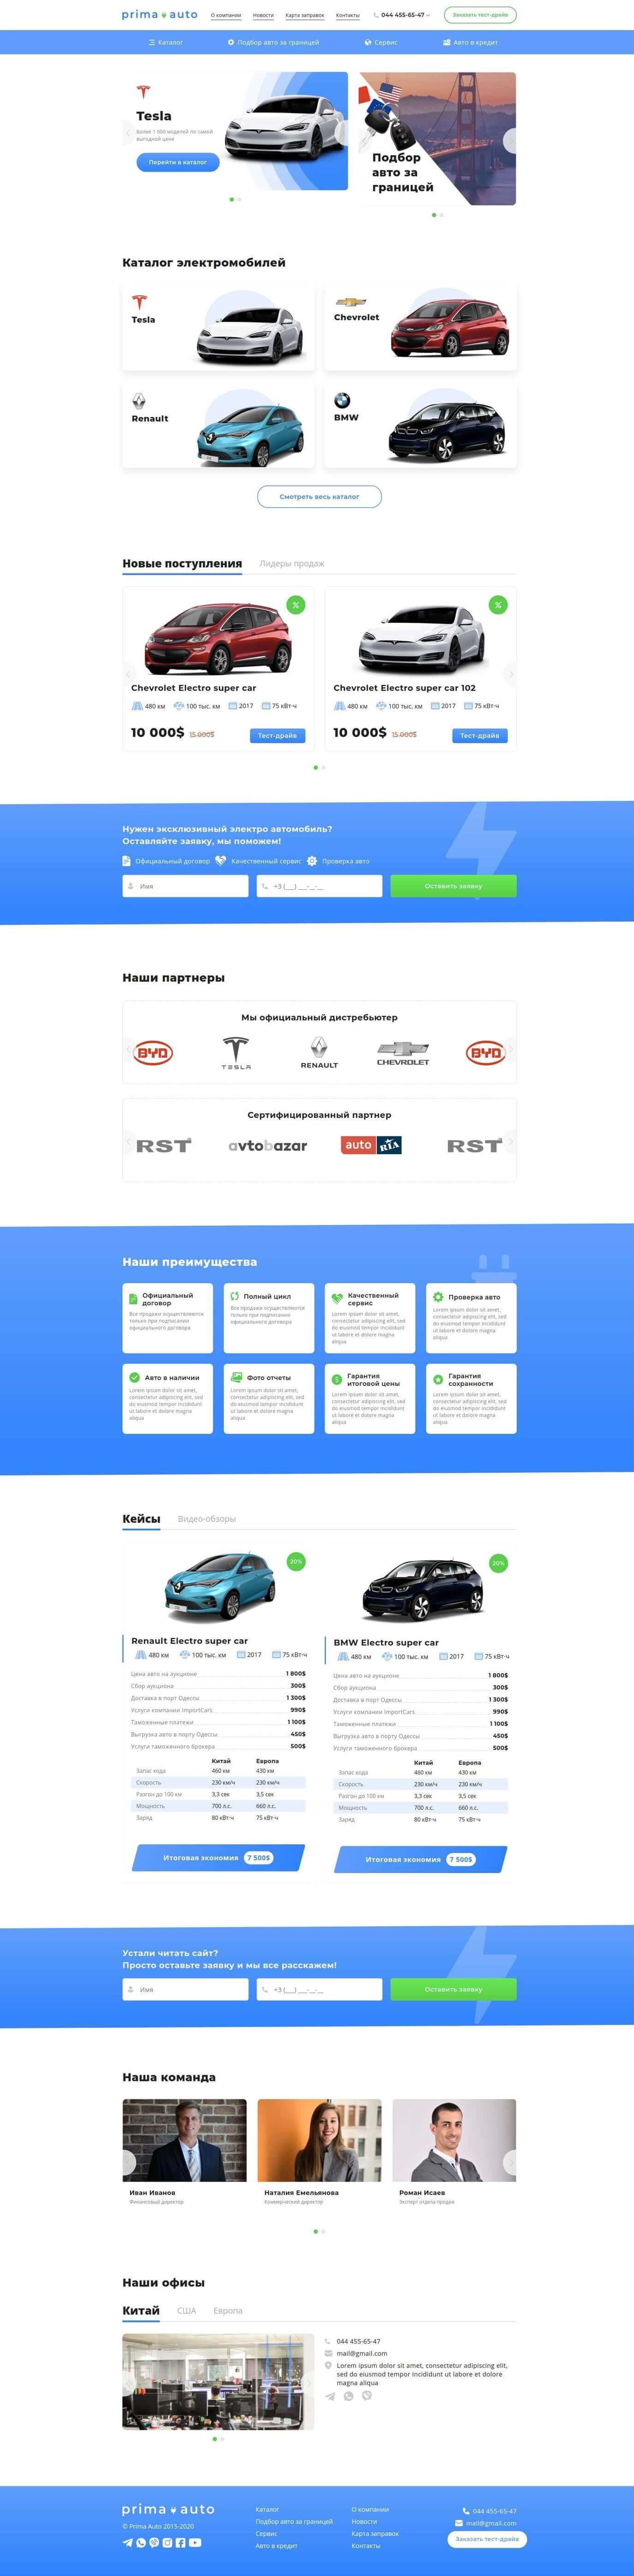 prima auto
О компании Новости Карта заправок Контакты 044 455-65-47 Заказать тест-драйв
Каталог Подбор авто за границей Сервис Авто в кредит
Tesla
Более 1 000 моделей по самой
выгодной цене
Перейти в каталог
Подбор
авто за
границей
Каталог электромобилей
Tesla
Chevrolet
Renault
BMW
Смотреть весь каталог
Новые поступления Лидеры продаж
%
%
Chevrolet Electro super car
480 км 100 тыс. км 2017 75 кВт-ч
10 000$ 15 000$ Тест-драйв
Chevrolet Electro super car 102
480 км 100 тыс. км 2017 75 кВт-ч
10 000$ 15 000$ Тест-драйв
Нужен эксклюзивный электро автомобиль?
Оставляйте заявку, мы поможем!
Официальный договор Качественный сервис Проверка авто
Имя +3 (___) ___-__-__ Оставить заявку
Наши партнеры
Мы официальный дистребьютер
BYD TESLA RENAULT CHEVROLET BYD
Сертифицированный партнер
RST avtobazar auto RIA RST
Наши преимущества
Официальный
договор
Все продажи осуществляются
только при подписании
официального договора
Полный цикл
Все продажи осуществляются
только при подписании
официального договора
Качественный
сервис
Lorem ipsum dolor sit amet,
consectetur adipiscing elit, sed
do eiusmod tempor incididunt
ut labore et dolore magna
aliqua
Проверка авто
Lorem ipsum dolor sit amet,
consectetur adipiscing elit, sed
do eiusmod tempor incididunt
ut labore et dolore magna
aliqua
Авто в наличии
Lorem ipsum dolor sit amet,
consectetur adipiscing elit, sed
do eiusmod tempor incididunt
ut labore et dolore magna
aliqua
Фото отчеты
Lorem ipsum dolor sit amet,
consectetur adipiscing elit, sed
do eiusmod tempor incididunt
ut labore et dolore magna
aliqua
Гарантия
итоговой цены
Lorem ipsum dolor sit amet,
consectetur adipiscing elit, sed
do eiusmod tempor incididunt
ut labore et dolore magna
aliqua
Гарантия
сохранности
Lorem ipsum dolor sit amet,
consectetur adipiscing elit, sed
do eiusmod tempor incididunt
ut labore et dolore magna
aliqua
Кейсы Видео-обзоры
20%
Renault Electro super car
480 км 100 тыс. км 2017 75 кВт-ч
Цена авто на аукционе 1 800$
Сбор аукциона 300$
Доставка в порт Одессы 1 300$
Услуги компании ImportCars 990$
Таможенные платежи 1 100$
Выгрузка авто в порту Одессы 450$
Услуги таможенного брокера 500$
Китай Европа
Запас хода 460 км 430 км
Скорость 230 км/ч 230 км/ч
Разгон до 100 км 3,3 сек 3,5 сек
Мощность 700 л.с. 660 л.с.
Заряд 80 кВт-ч 75 кВт-ч
Итоговая экономия 7 500$
20%
BMW Electro super car
480 км 100 тыс. км 2017 75 кВт-ч
Цена авто на аукционе 1 800$
Сбор аукциона 300$
Доставка в порт Одессы 1 300$
Услуги компании ImportCars 990$
Таможенные платежи 1 100$
Выгрузка авто в порту Одессы 450$
Услуги таможенного брокера 500$
Китай Европа
Запас хода 460 км 430 км
Скорость 230 км/ч 230 км/ч
Разгон до 100 км 3,3 сек 3,5 сек
Мощность 700 л.с. 660 л.с.
Заряд 80 кВт-ч 75 кВт-ч
Итоговая экономия 7 500$
Устали читать сайт?
Просто оставьте заявку и мы все расскажем!
Имя +3 (___) ___-__-__ Оставить заявку
Наша команда
Иван Иванов
Финансовый директор
Наталия Емельянова
Коммерческий директор
Роман Исаев
Эксперт отдела продаж
Наши офисы
Китай США Европа
044 455-65-47
mail@gmail.com
Lorem ipsum dolor sit amet, consectetur adipiscing elit,
sed do eiusmod tempor incididunt ut labore et dolore
magna aliqua
prima auto
© Prima Auto 2015-2020
Каталог
Подбор авто за границей
Сервис
Авто в кредит
О компании
Новости
Карта заправок
Контакты
044 455-65-47
mail@gmail.com
Заказать тест-драйв